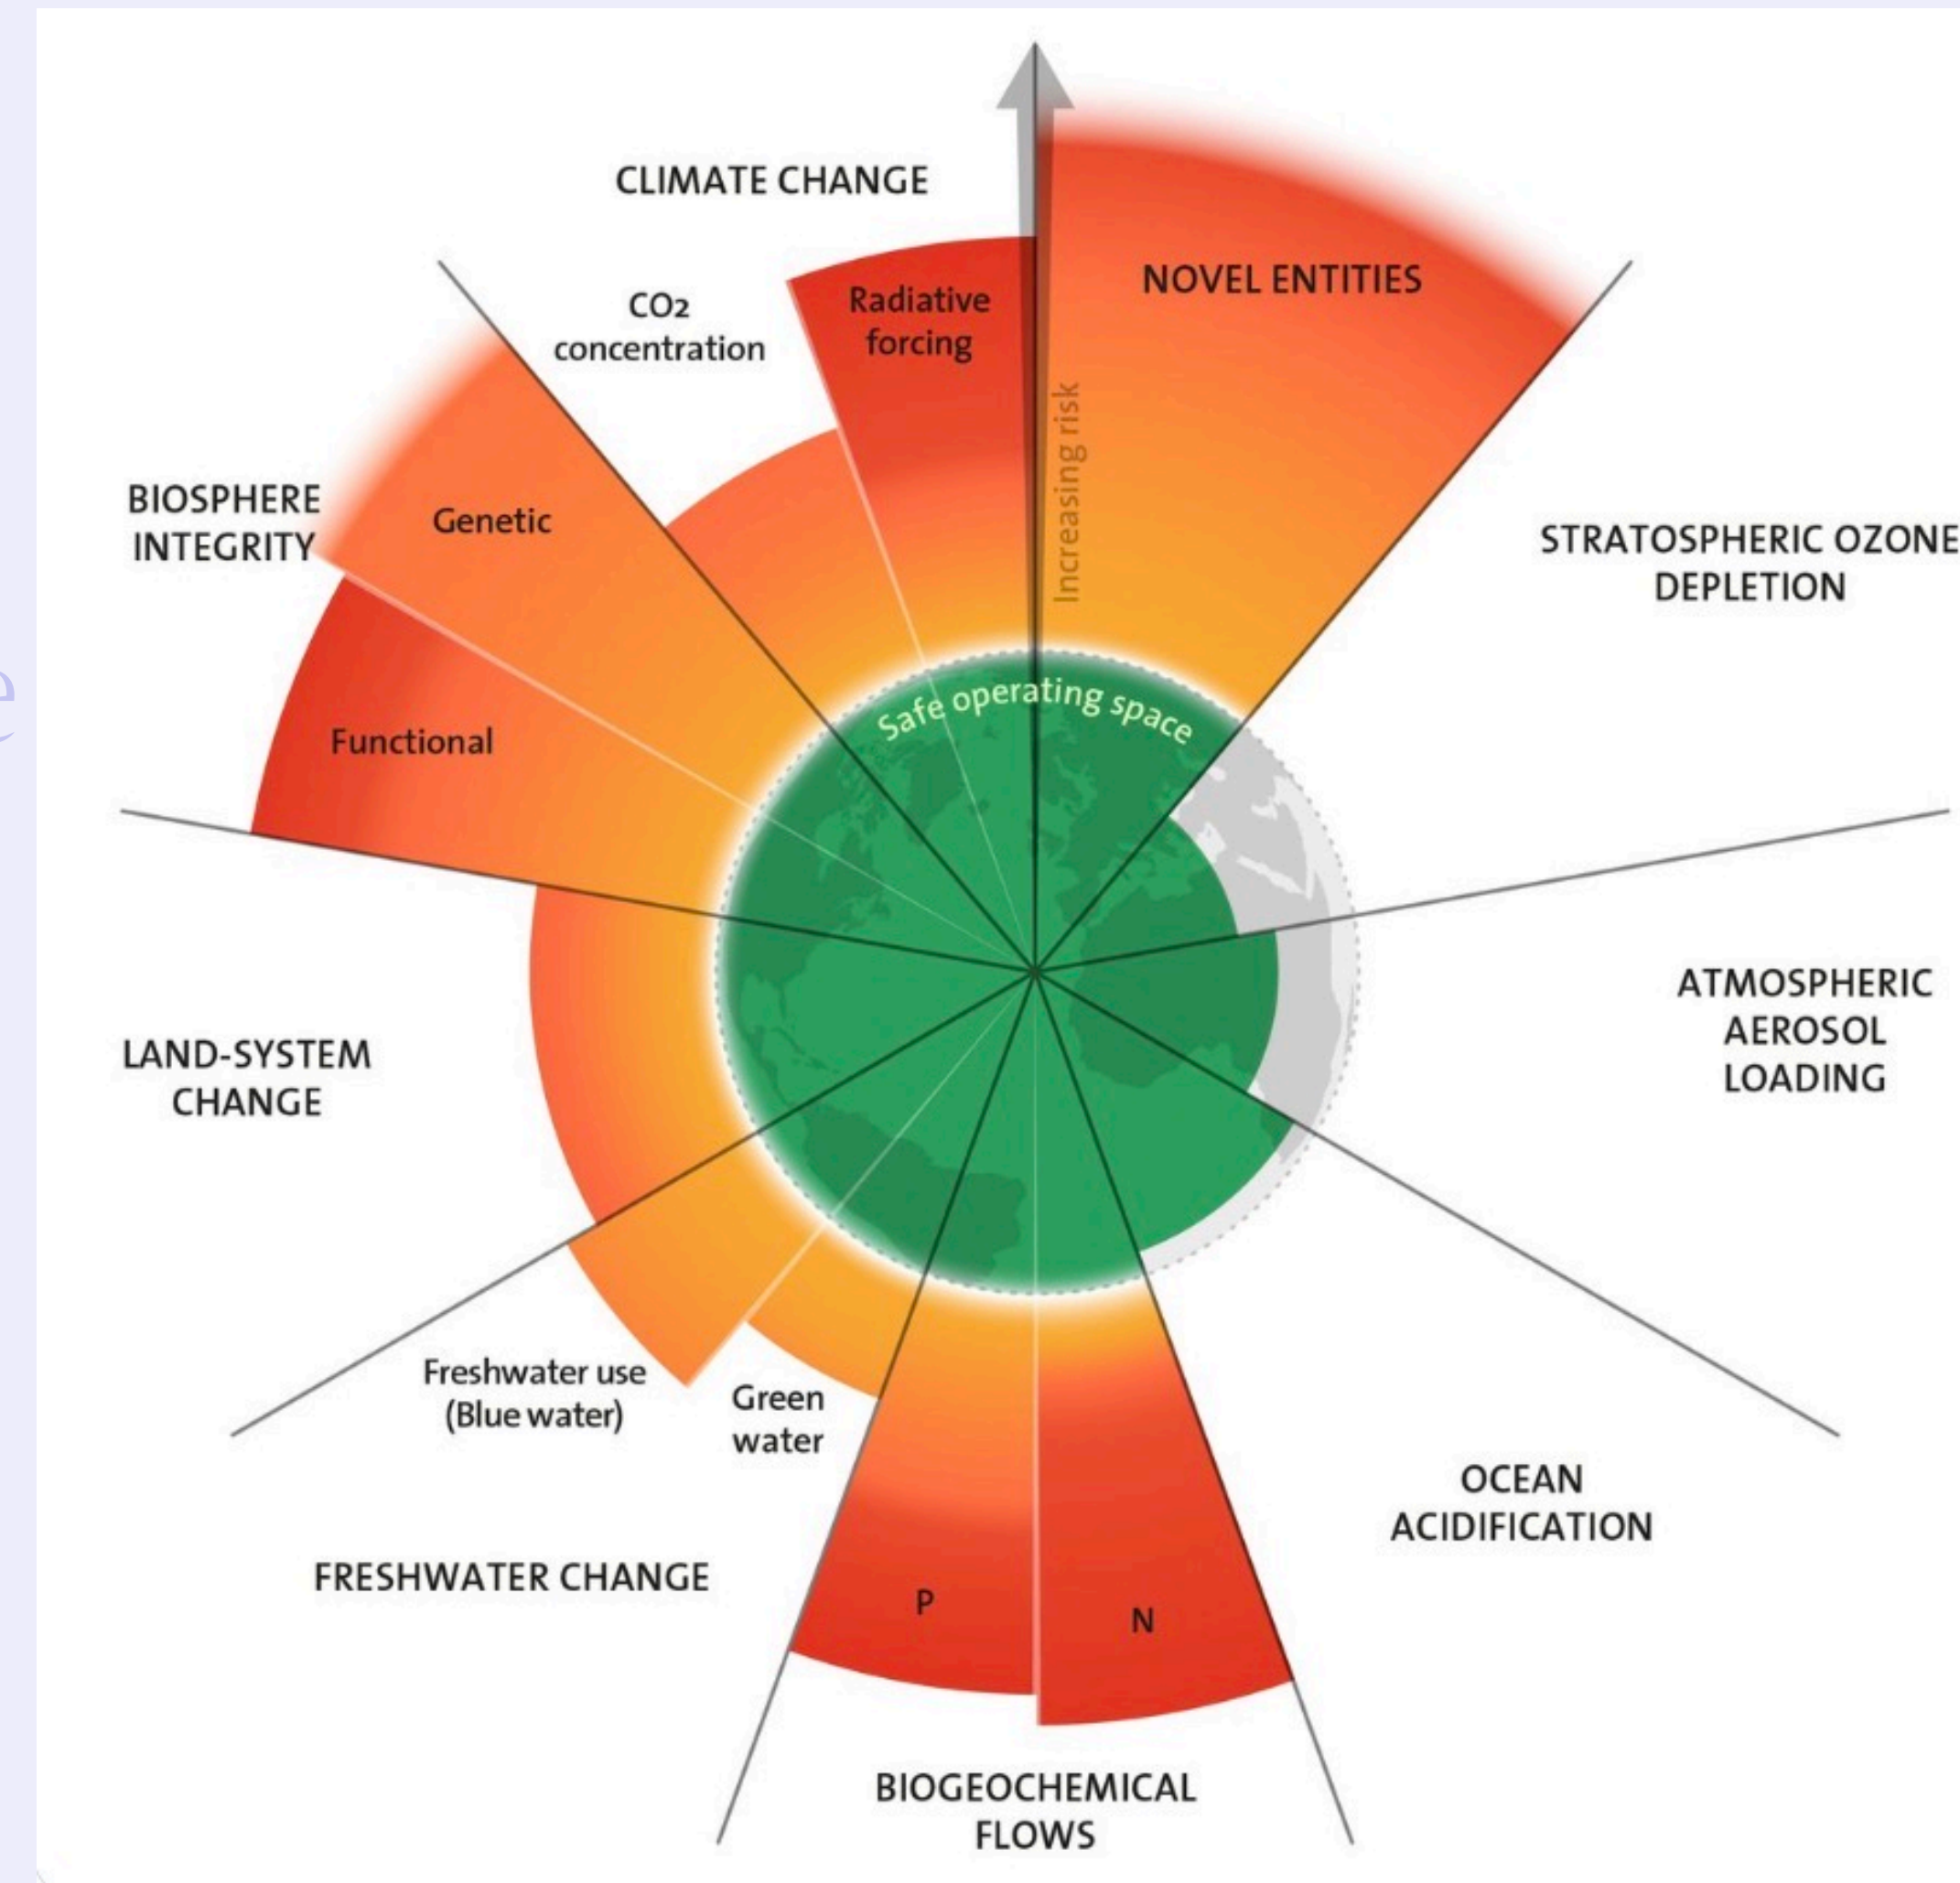 CLIMATE CHANGE
CO2
concentration
Radiative
forcing
Increasing risk
NOVEL ENTITIES
STRATOSPHERIC OZONE
DEPLETION
ATMOSPHERIC
AEROSOL
LOADING
OCEAN
ACIDIFICATION
BIOGEOCHEMICAL
FLOWS
P
N
FRESHWATER CHANGE
Green
water
Freshwater use
(Blue water)
LAND-SYSTEM
CHANGE
BIOSPHERE
INTEGRITY
Functional
Genetic
Safe operating space
e